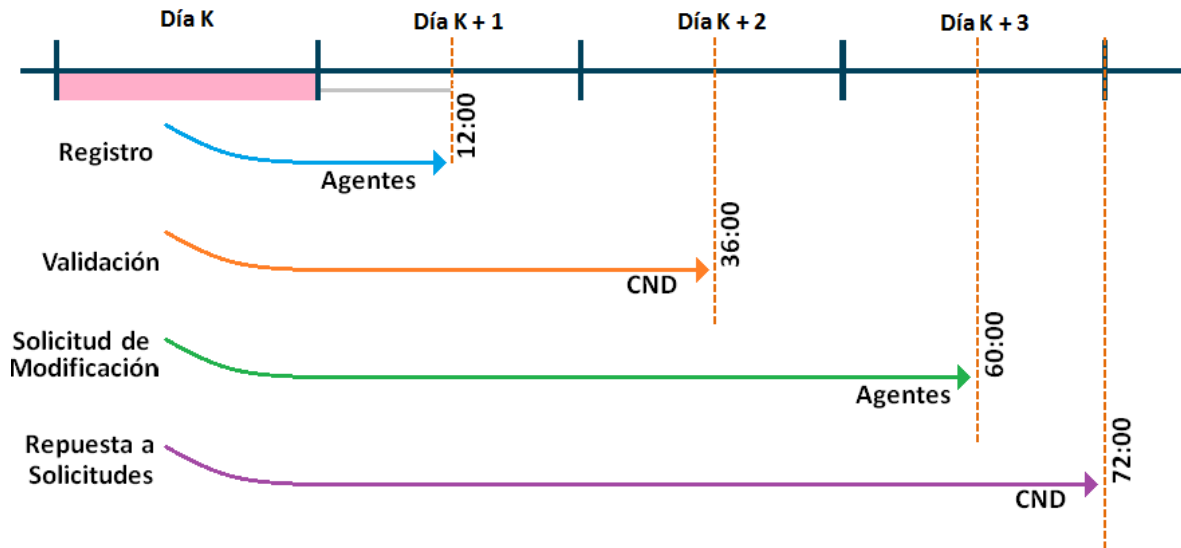 Día K
Día K + 1
Día K + 2
Día K + 3
12:00
Registro
Agentes
36:00
Validación
CND
60:00
Solicitud de
Modificación
Agentes
72:00
Repuesta a
Solicitudes
CND